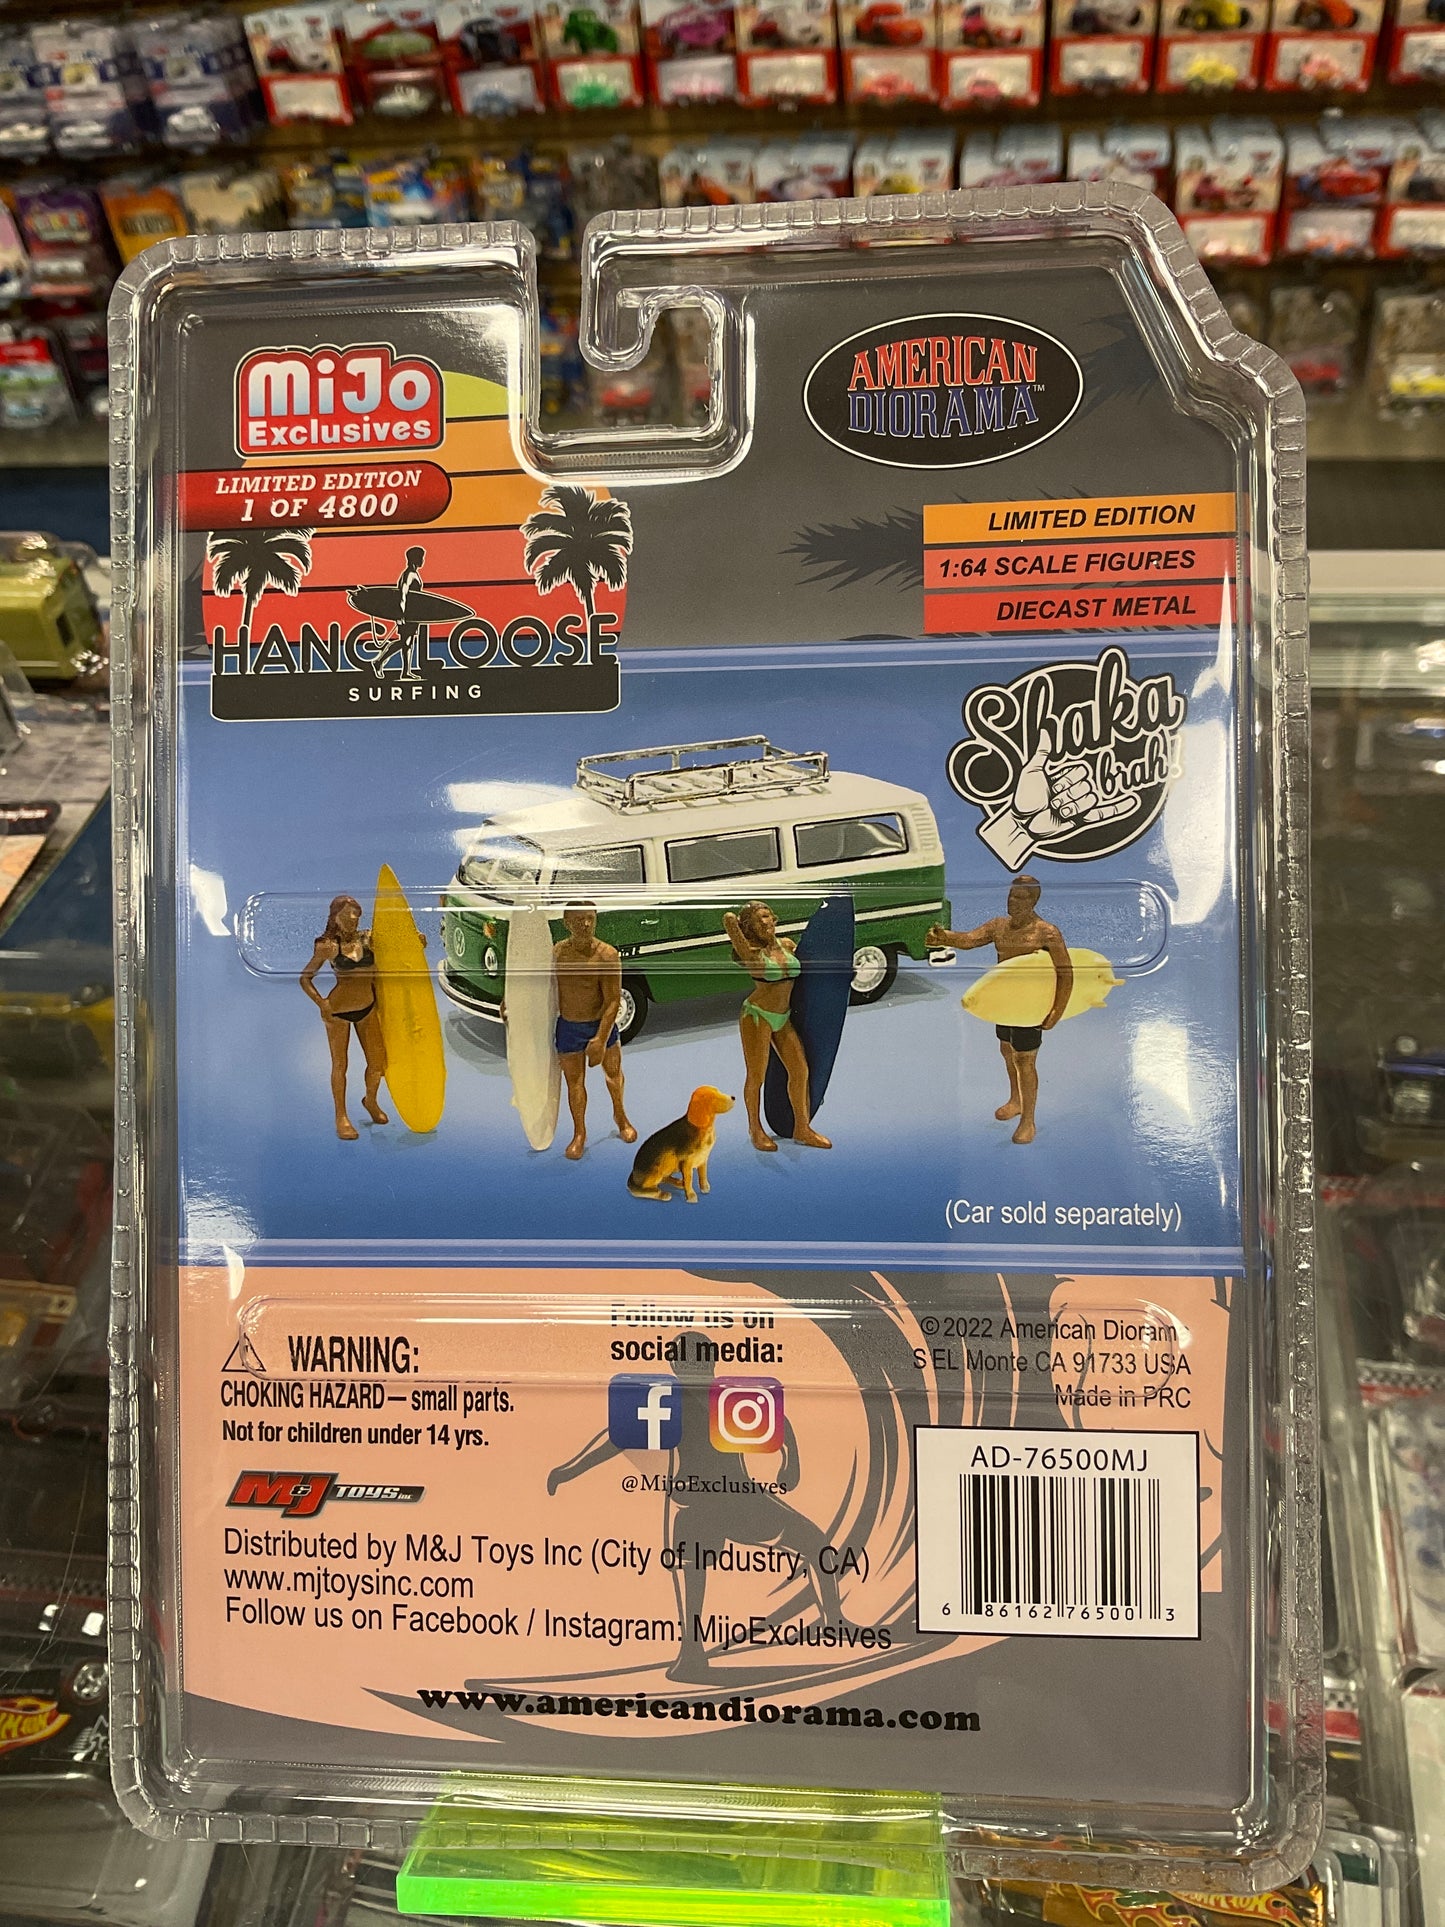 MiJo
Exclusives
LIMITED EDITION
1 OF 4800
HANG LOOSE
SURFING
AMERICAN
DIORAMA™
LIMITED EDITION
1:64 SCALE FIGURES
DIECAST METAL
Shaka
brah!
(Car sold separately)
WARNING:
CHOKING HAZARD — small parts.
Not for children under 14 yrs.
Follow us on
social media:
@MijoExclusives
© 2022 American Diorama
S EL Monte CA 91733 USA
Made in PRC
AD-76500MJ
6 86162 76500 3
M&J TOYS INC.
Distributed by M&J Toys Inc (City of Industry, CA)
www.mjtoysinc.com
Follow us on Facebook / Instagram: MijoExclusives
www.americandiorama.com